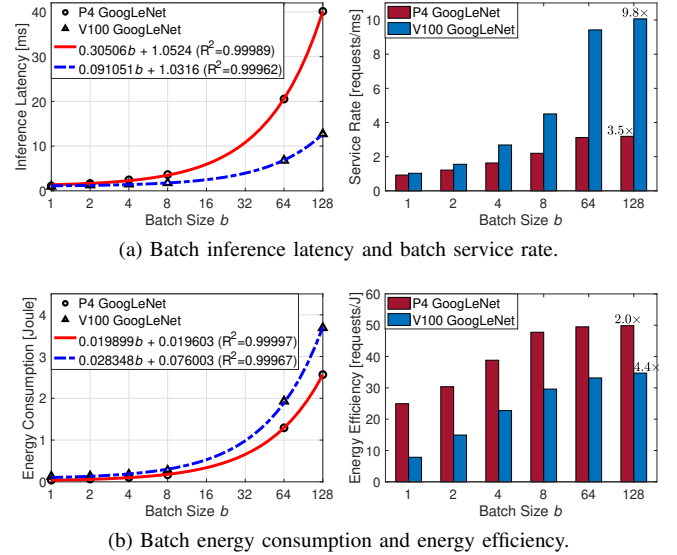 P4 GoogLeNet
V100 GoogLeNet
0.30506b + 1.0524 (R²=0.99989)
0.091051b + 1.0316 (R²=0.99962)
Inference Latency [ms]
40
30
20
10
0
1 2 4 8 16 32 64 128
Batch Size b
P4 GoogLeNet
V100 GoogLeNet
9.8×
3.5×
Service Rate [requests/ms]
10
8
6
4
2
0
1 2 4 8 64 128
Batch Size b
(a) Batch inference latency and batch service rate.
P4 GoogLeNet
V100 GoogLeNet
0.019899b + 0.019603 (R²=0.99997)
0.028348b + 0.076003 (R²=0.99967)
Energy Consumption [Joule]
4
3
2
1
0
1 2 4 8 16 32 64 128
Batch Size b
P4 GoogLeNet
V100 GoogLeNet
2.0×
4.4×
Energy Efficiency [requests/J]
60
50
40
30
20
10
0
1 2 4 8 64 128
Batch Size b
(b) Batch energy consumption and energy efficiency.